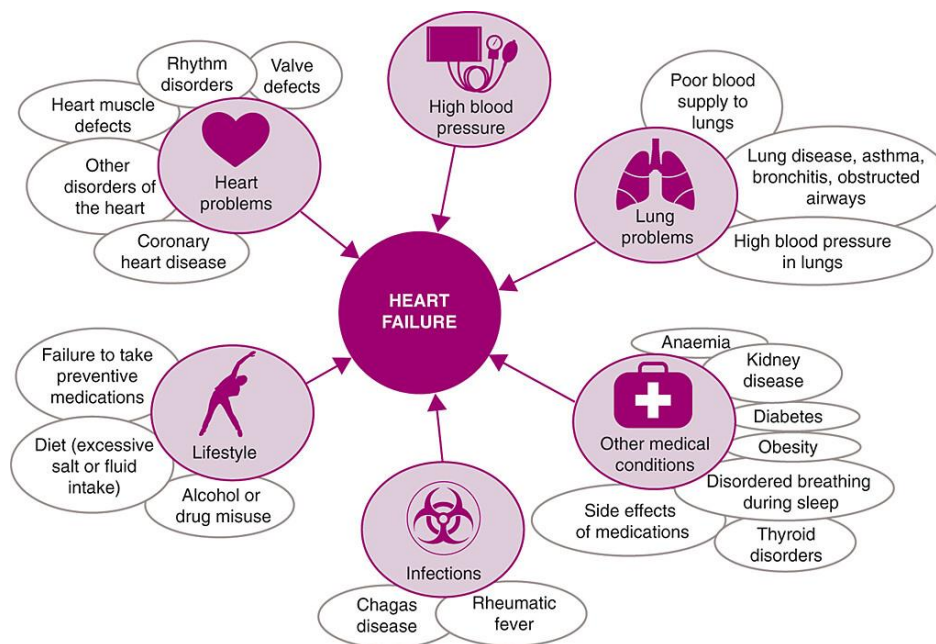 Rhythm
disorders
Valve
defects
Heart muscle
defects
Other
disorders of
the heart
Coronary
heart disease
Heart
problems
High blood
pressure
Poor blood
supply to
lungs
Lung disease, asthma,
bronchitis, obstructed
airways
High blood pressure
in lungs
Lung
problems
HEART
FAILURE
Failure to take
preventive
medications
Diet (excessive
salt or fluid
intake)
Alcohol or
drug misuse
Lifestyle
Infections
Chagas
disease
Rheumatic
fever
Anaemia
Kidney
disease
Diabetes
Obesity
Disordered breathing
during sleep
Thyroid
disorders
Side effects
of medications
Other medical
conditions